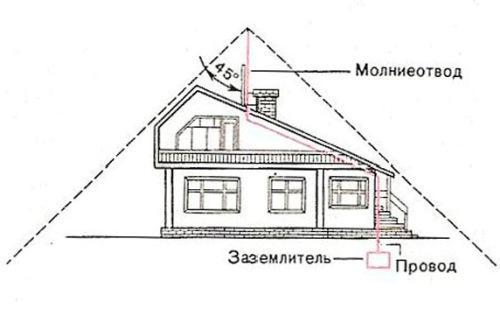 45°
Молниеотвод
Заземлитель
Провод